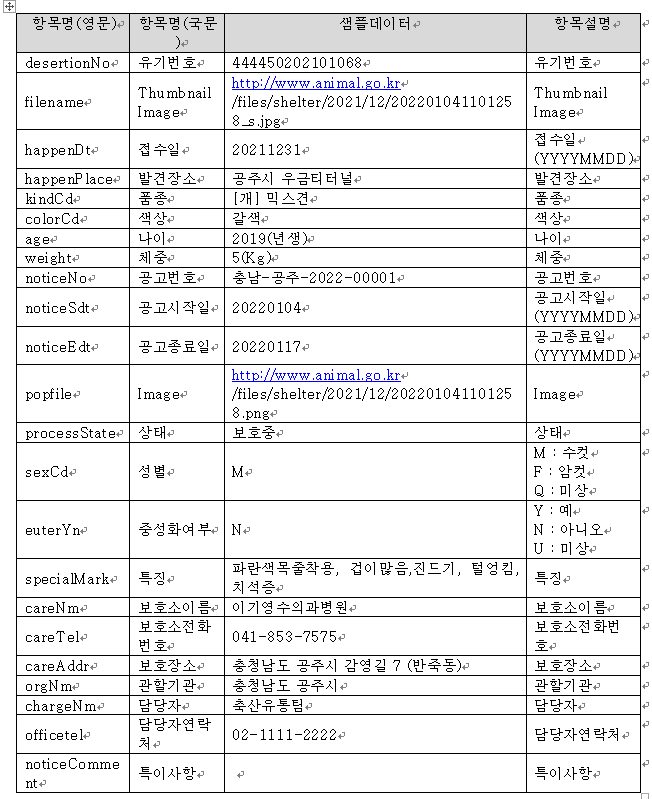 항목명(영문) 항목명(국문) 샘플데이터 항목설명
desertionNo 유기번호 444450202101068 유기번호
filename Thumbnail Image http://www.animal.go.kr/files/shelter/2021/12/202201041101258_s.jpg Thumbnail Image
happenDt 접수일 20211231 접수일 (YYYYMMDD)
happenPlace 발견장소 공주시 우금티터널 발견장소
kindCd 품종 [개] 믹스견 품종
colorCd 색상 갈색 색상
age 나이 2019(년생) 나이
weight 체중 5(Kg) 체중
noticeNo 공고번호 충남-공주-2022-00001 공고번호
noticeSdt 공고시작일 20220104 공고시작일 (YYYYMMDD)
noticeEdt 공고종료일 20220117 공고종료일 (YYYYMMDD)
popfile Image http://www.animal.go.kr/files/shelter/2021/12/202201041101258.png Image
processState 상태 보호중 상태
sexCd 성별 M M : 수컷
F : 암컷
Q : 미상
euterYn 중성화여부 N Y : 예
N : 아니오
U : 미상
specialMark 특징 파란색목줄착용, 겁이많음,진드기, 털엉킴, 치석증 특징
careNm 보호소이름 이기영수의과병원 보호소이름
careTel 보호소전화번호 041-853-7575 보호소전화번호
careAddr 보호장소 충청남도 공주시 감영길 7 (반죽동) 보호장소
orgNm 관할기관 충청남도 공주시 관할기관
chargeNm 담당자 축산유통팀 담당자
officetel 담당자연락처 02-1111-2222 담당자연락처
noticeComment 특이사항 특이사항